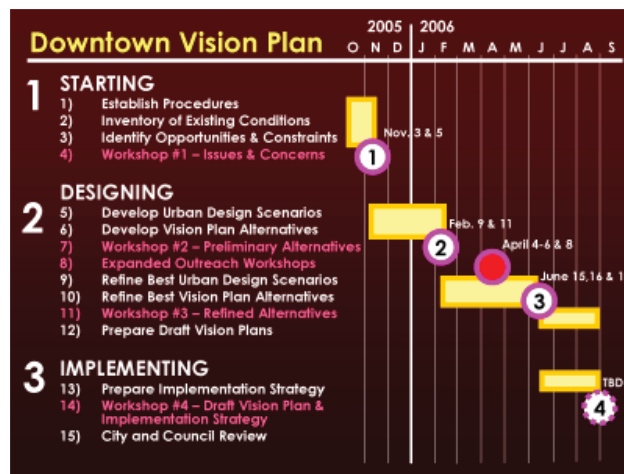 2005 2006
Downtown Vision Plan O N D J F M A M J J A S
1 STARTING
1) Establish Procedures
2) Inventory of Existing Conditions
3) Identify Opportunities & Constraints
Nov. 3 & 5
4) Workshop #1 – Issues & Concerns
1
2 DESIGNING
5) Develop Urban Design Scenarios
6) Develop Vision Plan Alternatives
Feb. 9 & 11
7) Workshop #2 – Preliminary Alternatives
2
April 4-6 & 8
8) Expanded Outreach Workshops
9) Refine Best Urban Design Scenarios
June 15,16 & 1
10) Refine Best Vision Plan Alternatives
3
11) Workshop #3 – Refined Alternatives
12) Prepare Draft Vision Plans
3 IMPLEMENTING
13) Prepare Implementation Strategy
TBD
14) Workshop #4 – Draft Vision Plan &
Implementation Strategy
4
15) City and Council Review